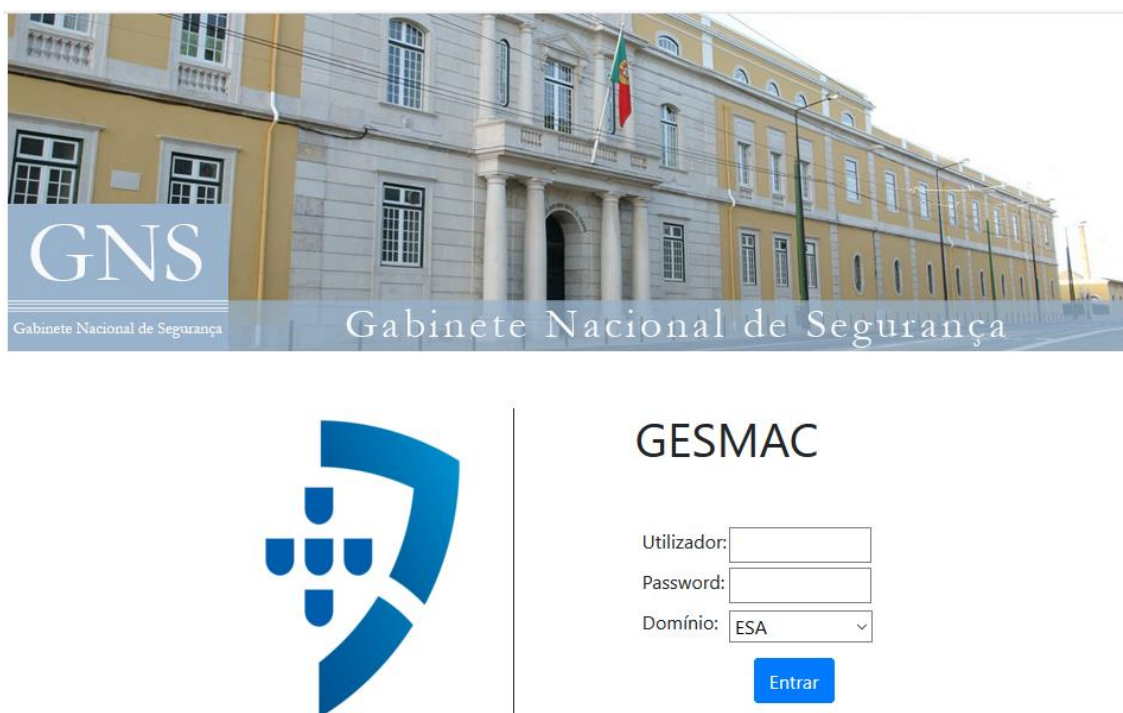 GNS
Gabinete Nacional de Segurança
Gabinete Nacional de Segurança
GESMAC
Utilizador:
Password:
Domínio: ESA
Entrar